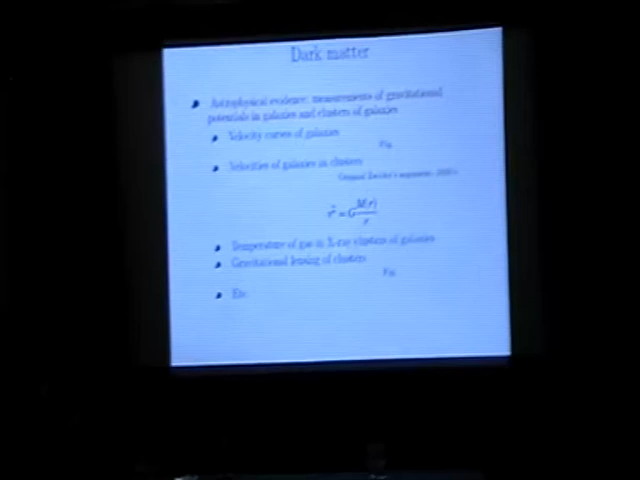 Dark matter
Astrophysical evidence: measurements of gravitational
potentials in galaxies and clusters of galaxies
Velocity curves of galaxies
Fig.
Velocities of galaxies in clusters
Original Zwicky's argument, 1930's
Temperature of gas in X-ray clusters of galaxies
Gravitational lensing of clusters
Fig.
Etc.